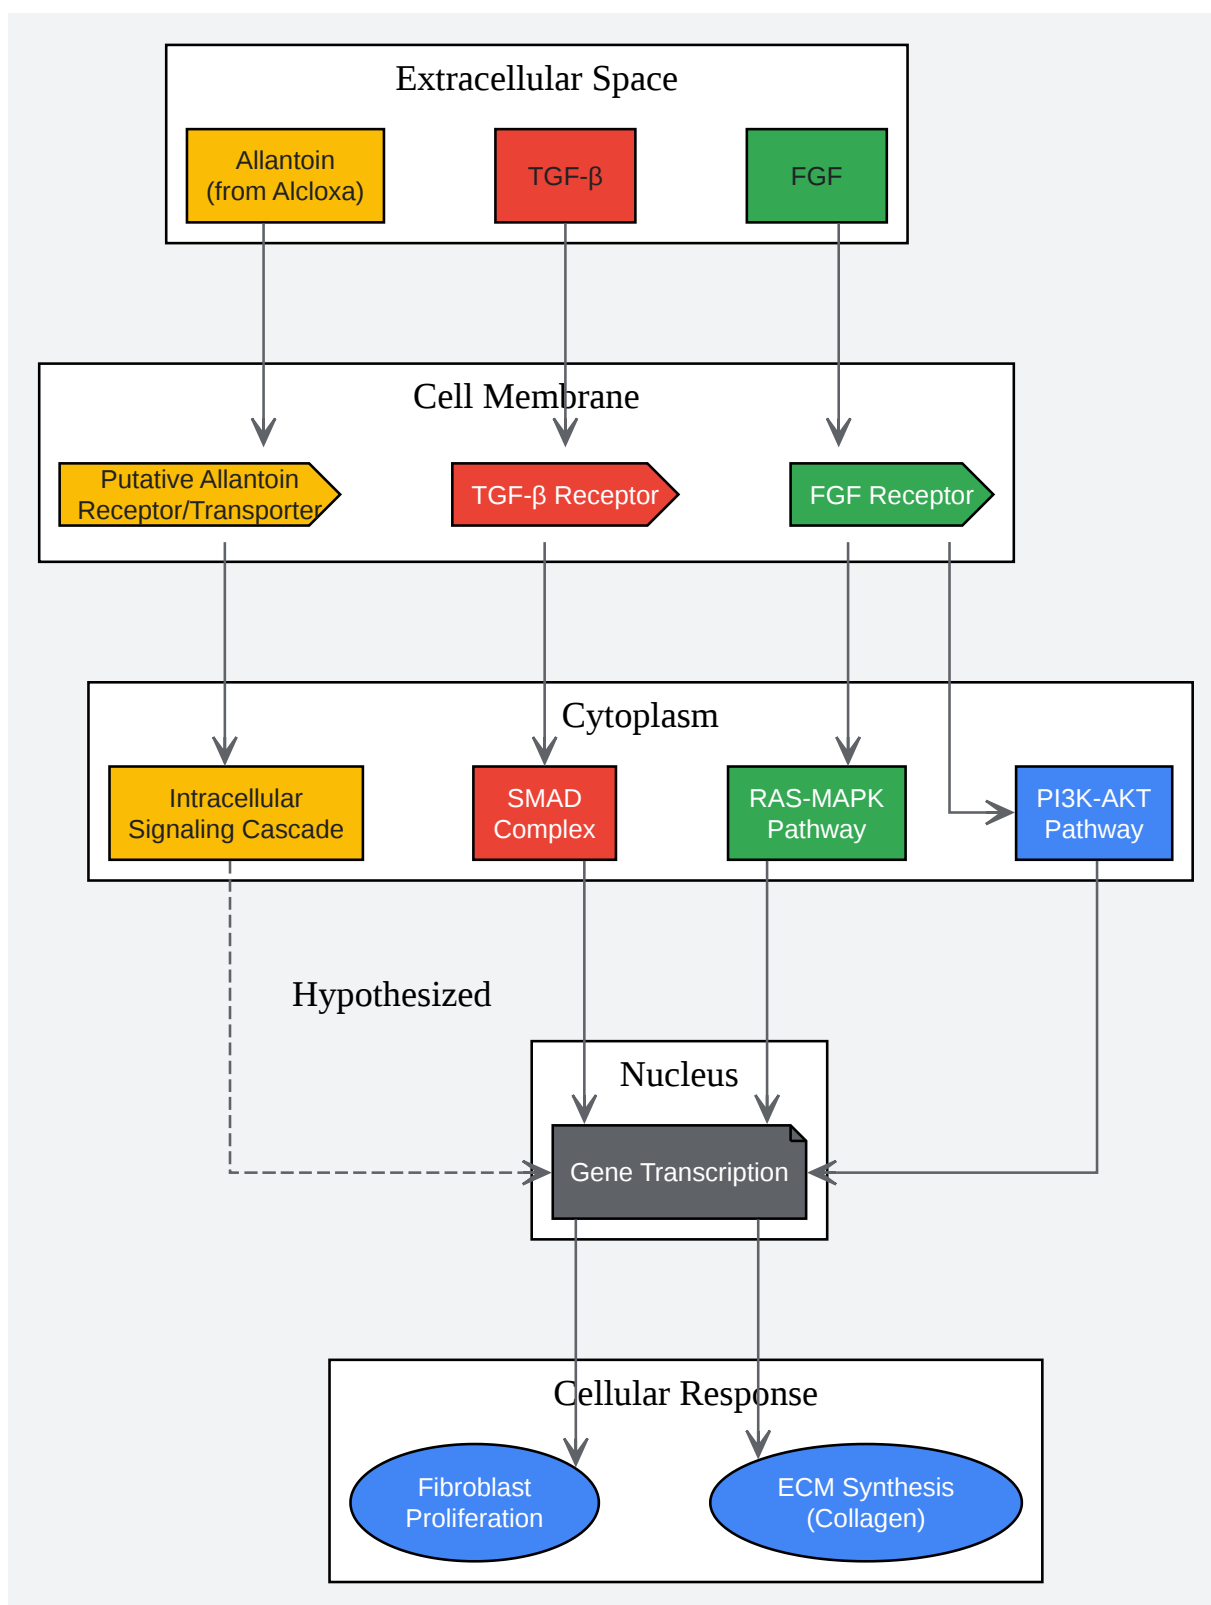 Extracellular Space
Allantoin
(from Alcloxa)
TGF-β
FGF
Cell Membrane
Putative Allantoin
Receptor/Transporter
TGF-β Receptor
FGF Receptor
Cytoplasm
Intracellular
Signaling Cascade
SMAD
Complex
RAS-MAPK
Pathway
PI3K-AKT
Pathway
Hypothesized
Nucleus
Gene Transcription
Cellular Response
Fibroblast
Proliferation
ECM Synthesis
(Collagen)